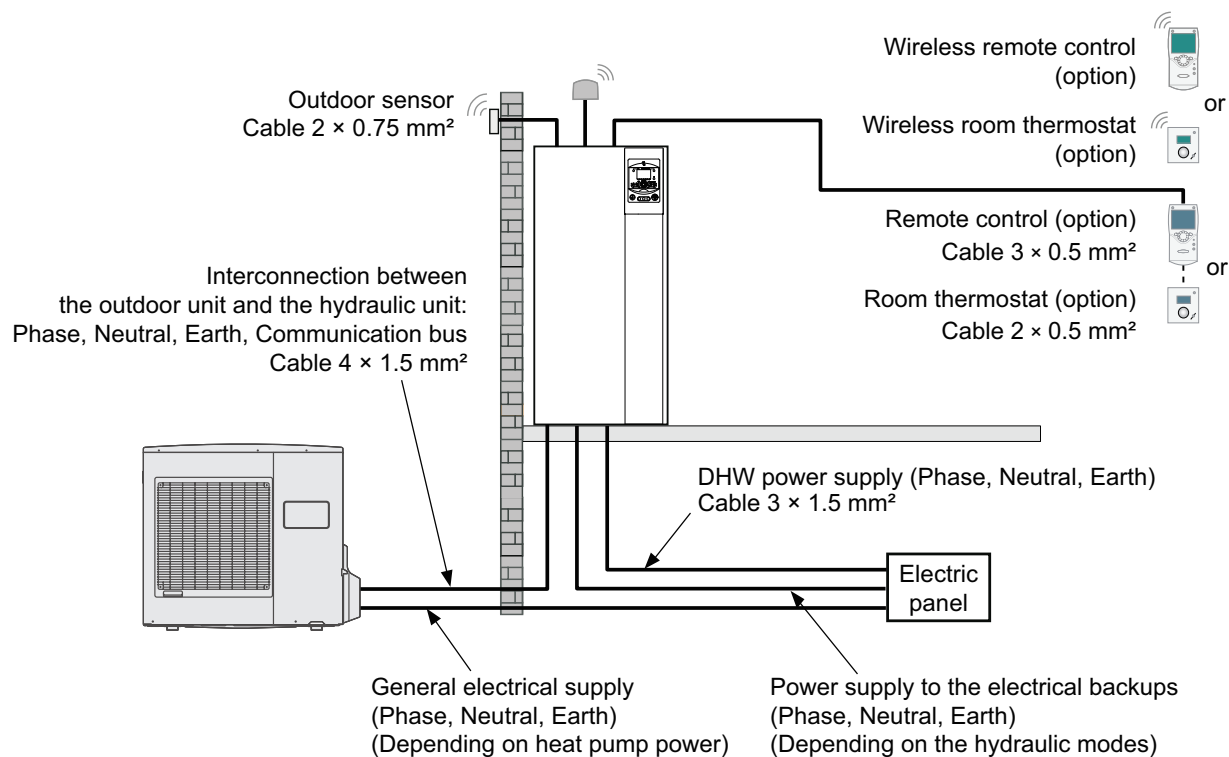 Wireless remote control
(option)
or
Outdoor sensor
Cable 2 × 0.75 mm²
Wireless room thermostat
(option)
Remote control (option)
Cable 3 × 0.5 mm²
or
Room thermostat (option)
Cable 2 × 0.5 mm²
Interconnection between
the outdoor unit and the hydraulic unit:
Phase, Neutral, Earth, Communication bus
Cable 4 × 1.5 mm²
DHW power supply (Phase, Neutral, Earth)
Cable 3 × 1.5 mm²
Electric
panel
General electrical supply
(Phase, Neutral, Earth)
(Depending on heat pump power)
Power supply to the electrical backups
(Phase, Neutral, Earth)
(Depending on the hydraulic modes)